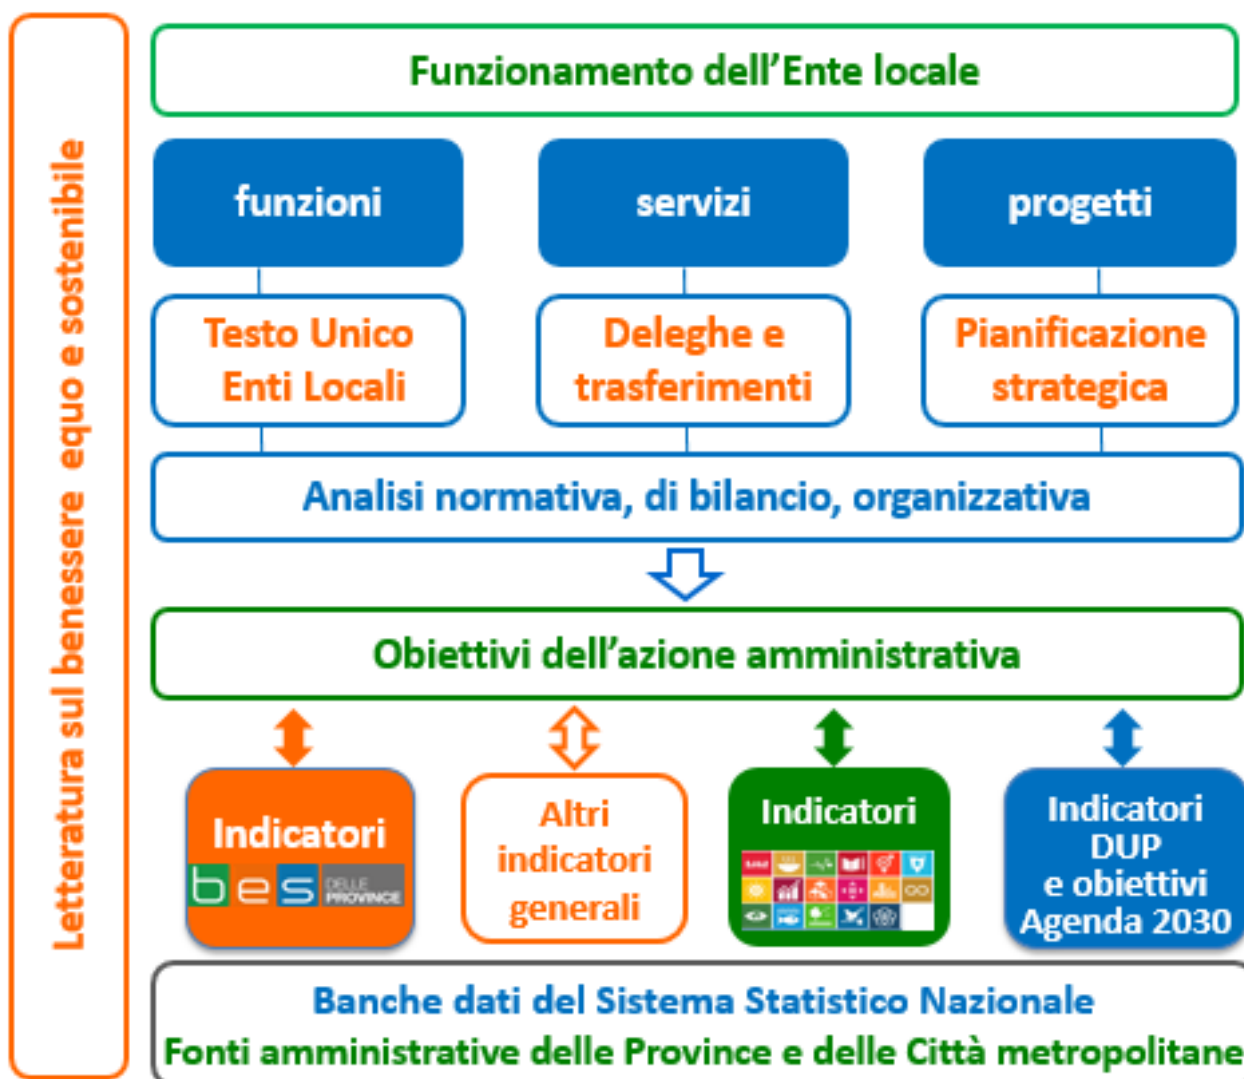 Letteratura sul benessere equo e sostenibile
Funzionamento dell'Ente locale
funzioni
servizi
progetti
Testo Unico
Enti Locali
Deleghe e
trasferimenti
Pianificazione
strategica
Analisi normativa, di bilancio, organizzativa
Obiettivi dell'azione amministrativa
Indicatori
bes DELLE
PROVINCE
Altri
indicatori
generali
Indicatori
Indicatori
DUP
e obiettivi
Agenda 2030
Banche dati del Sistema Statistico Nazionale
Fonti amministrative delle Province e delle Città metropolitane